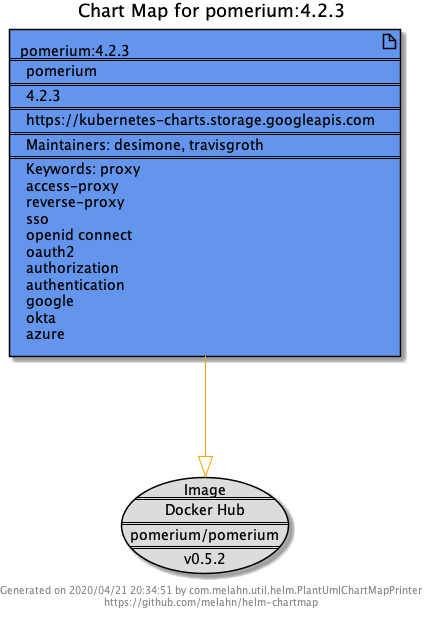 Chart Map for pomerium:4.2.3
pomerium:4.2.3
pomerium
4.2.3
https://kubernetes-charts.storage.googleapis.com
Maintainers: desimone, travisgroth
Keywords: proxy
access-proxy
reverse-proxy
sso
openid connect
oauth2
authorization
authentication
google
okta
azure
Image
Docker Hub
pomerium/pomerium
v0.5.2
Generated on 2020/04/21 20:34:51 by com.melahn.util.helm.PlantUmlChartMapPrinter
https://github.com/melahn/helm-chartmap